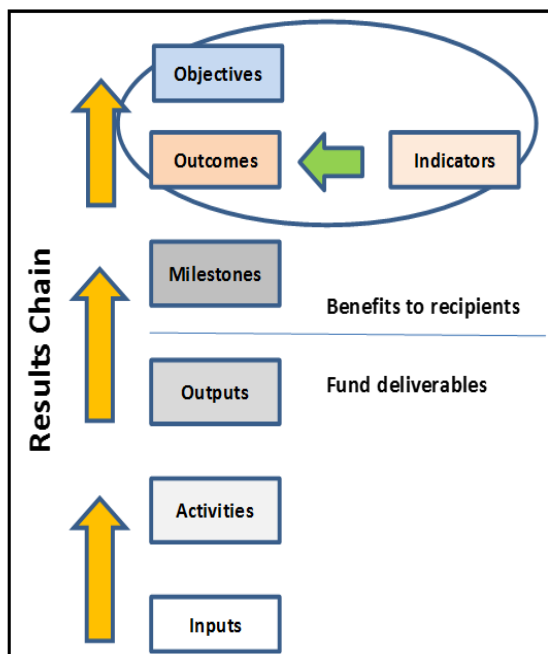 Objectives
Outcomes
Indicators
Milestones
Benefits to recipients
Results Chain
Outputs
Fund deliverables
Activities
Inputs